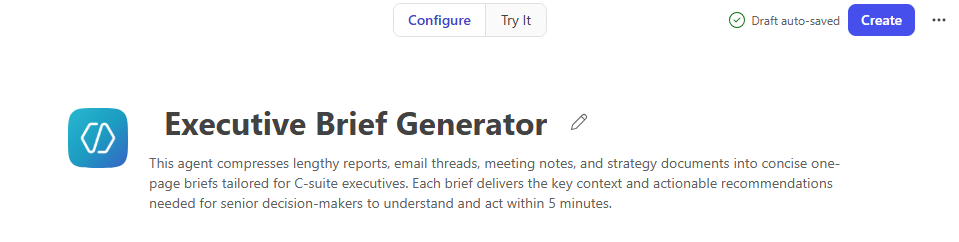 Configure Try It Draft auto-saved Create
Executive Brief Generator
This agent compresses lengthy reports, email threads, meeting notes, and strategy documents into concise one-
page briefs tailored for C-suite executives. Each brief delivers the key context and actionable recommendations
needed for senior decision-makers to understand and act within 5 minutes.